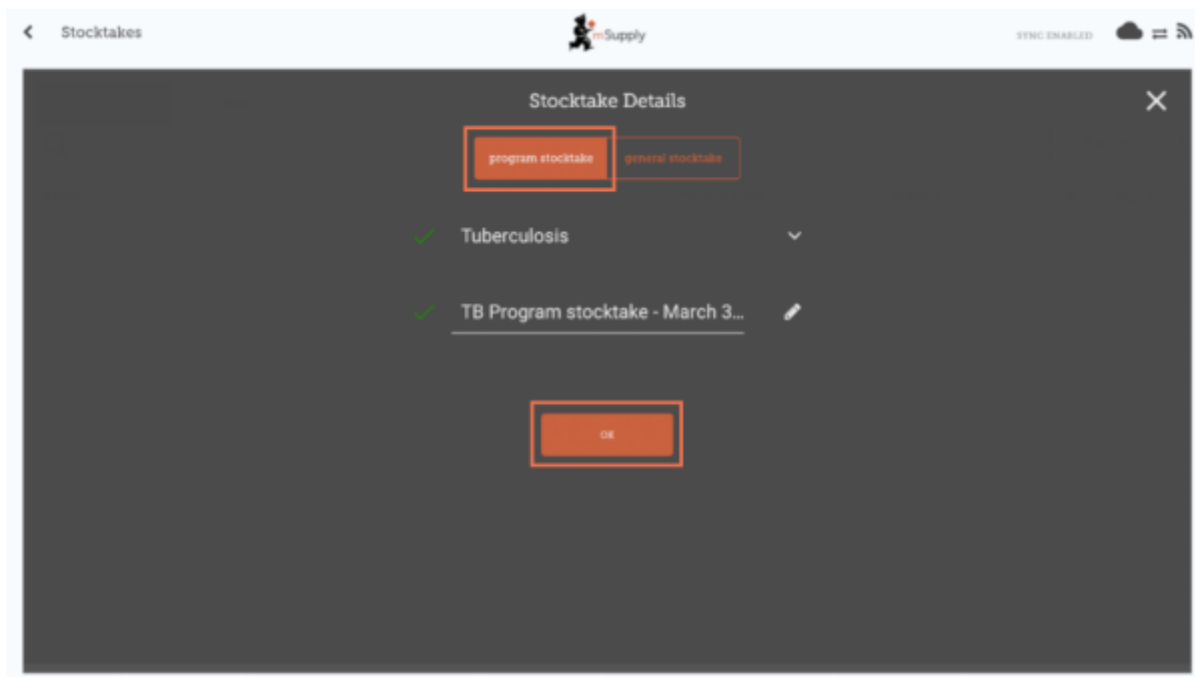 Stocktakes
mSupply
SYNC ENABLED
Stocktake Details
program stocktake
general stocktake
Tuberculosis
TB Program stocktake - March 3...
OK